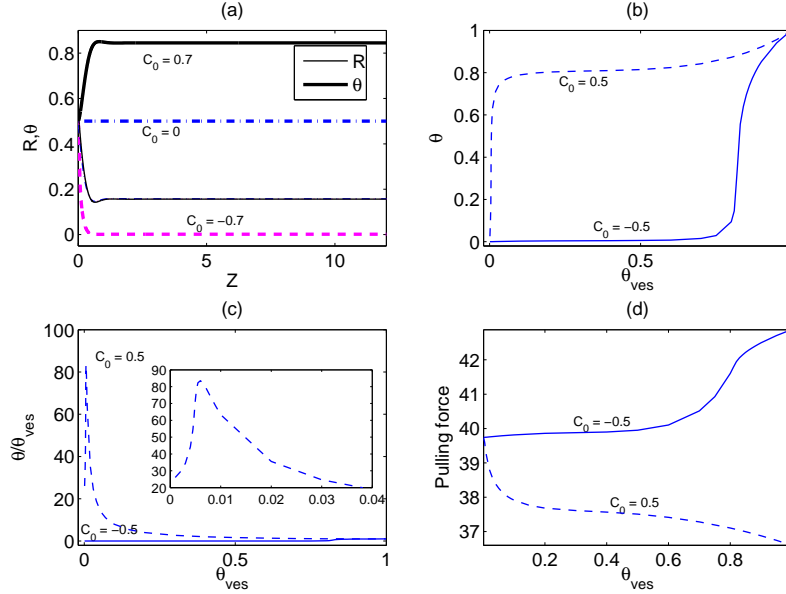 (a)
0.8
0.6
0.4
0.2
0
R,θ
0
5
10
Z
C0 = 0.7
C0 = 0
C0 = −0.7
R
θ
(b)
1
0.8
0.6
0.4
0.2
0
θ
0
0.5
θves
C0 = 0.5
C0 = −0.5
(c)
100
80
60
40
20
0
θ/θves
0
0.5
1
θves
C0 = 0.5
C0 = −0.5
90
80
70
60
50
40
30
20
0
0.01
0.02
0.03
0.04
(d)
42
41
40
39
38
37
Pulling force
0.2
0.4
0.6
0.8
θves
C0 = −0.5
C0 = 0.5